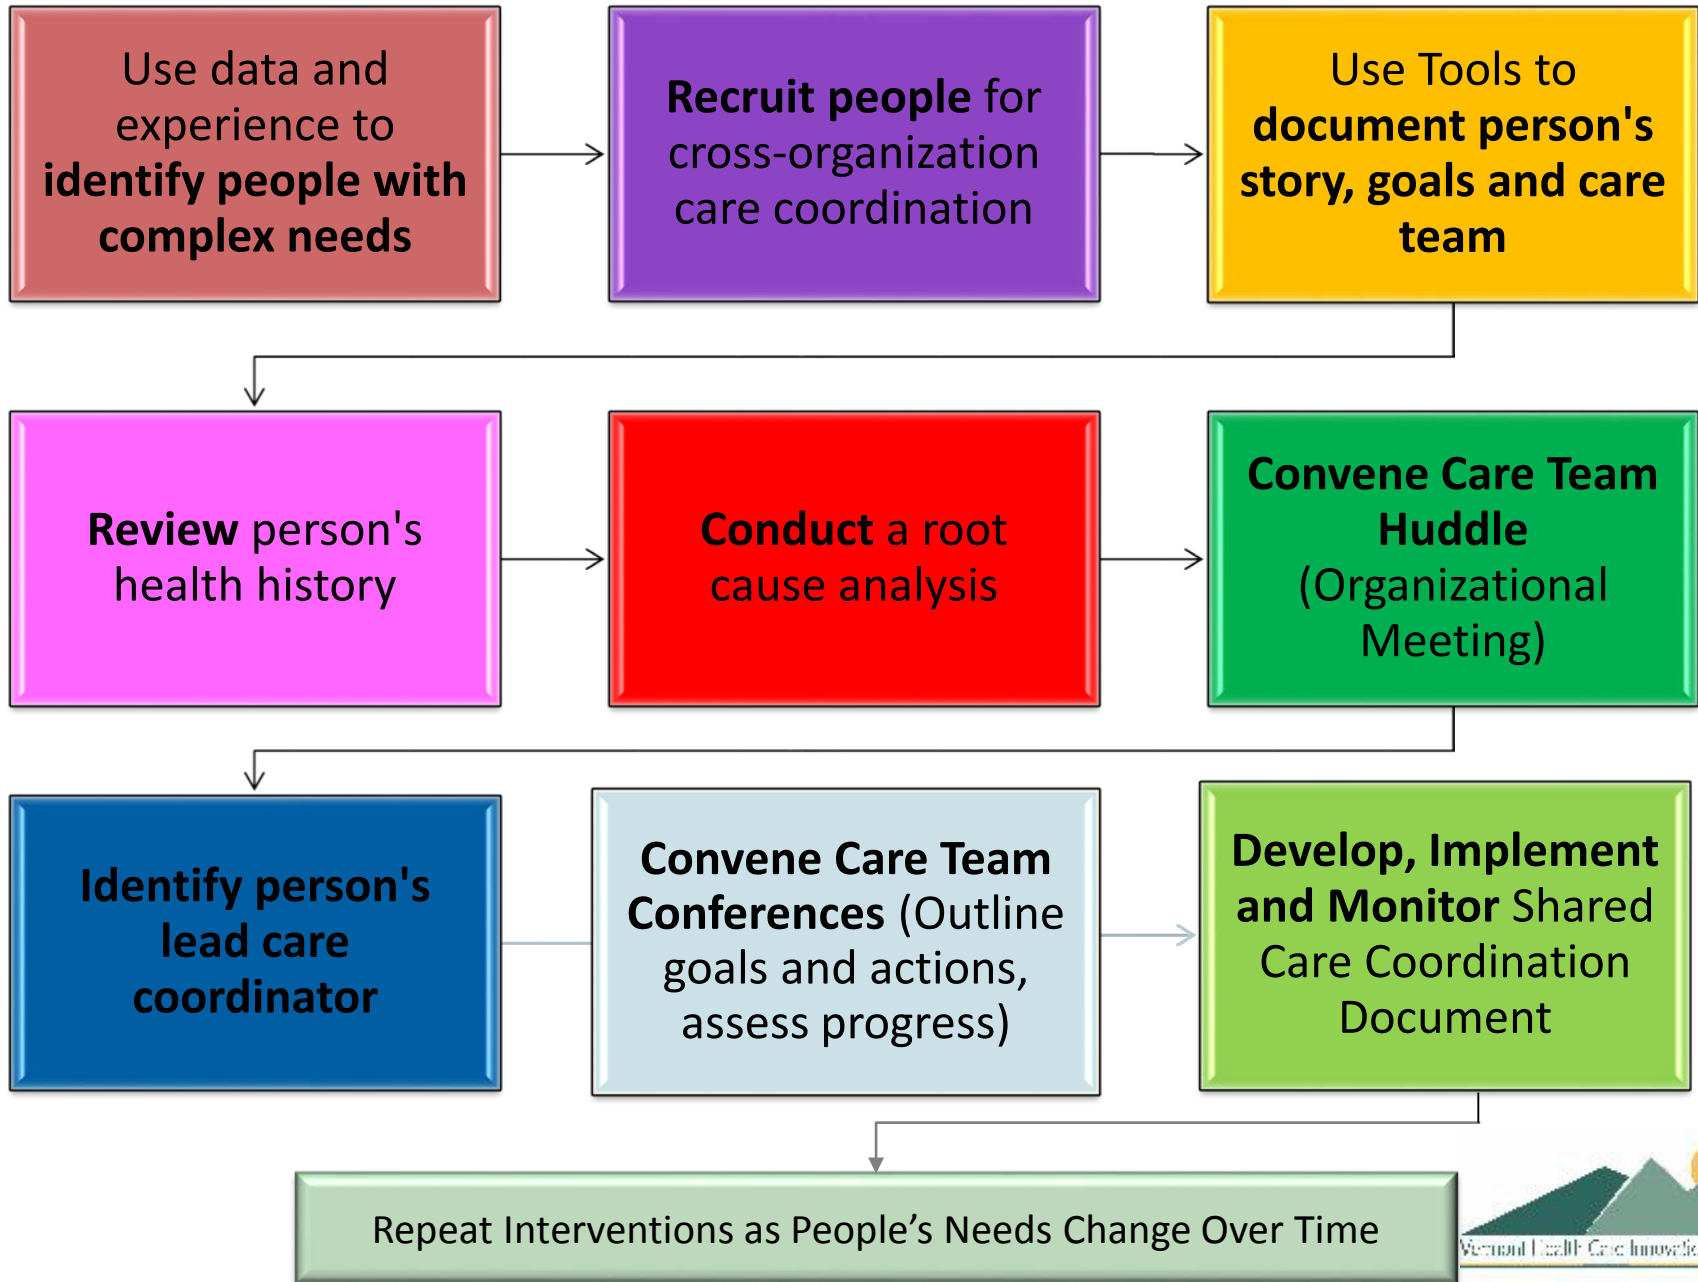 Use data and
experience to
identify people with
complex needs
Recruit people for
cross-organization
care coordination
Use Tools to
document person's
story, goals and care
team
Review person's
health history
Conduct a root
cause analysis
Convene Care Team
Huddle
(Organizational
Meeting)
Identify person's
lead care
coordinator
Convene Care Team
Conferences (Outline
goals and actions,
assess progress)
Develop, Implement
and Monitor Shared
Care Coordination
Document
Repeat Interventions as People’s Needs Change Over Time
Vermont Health Care